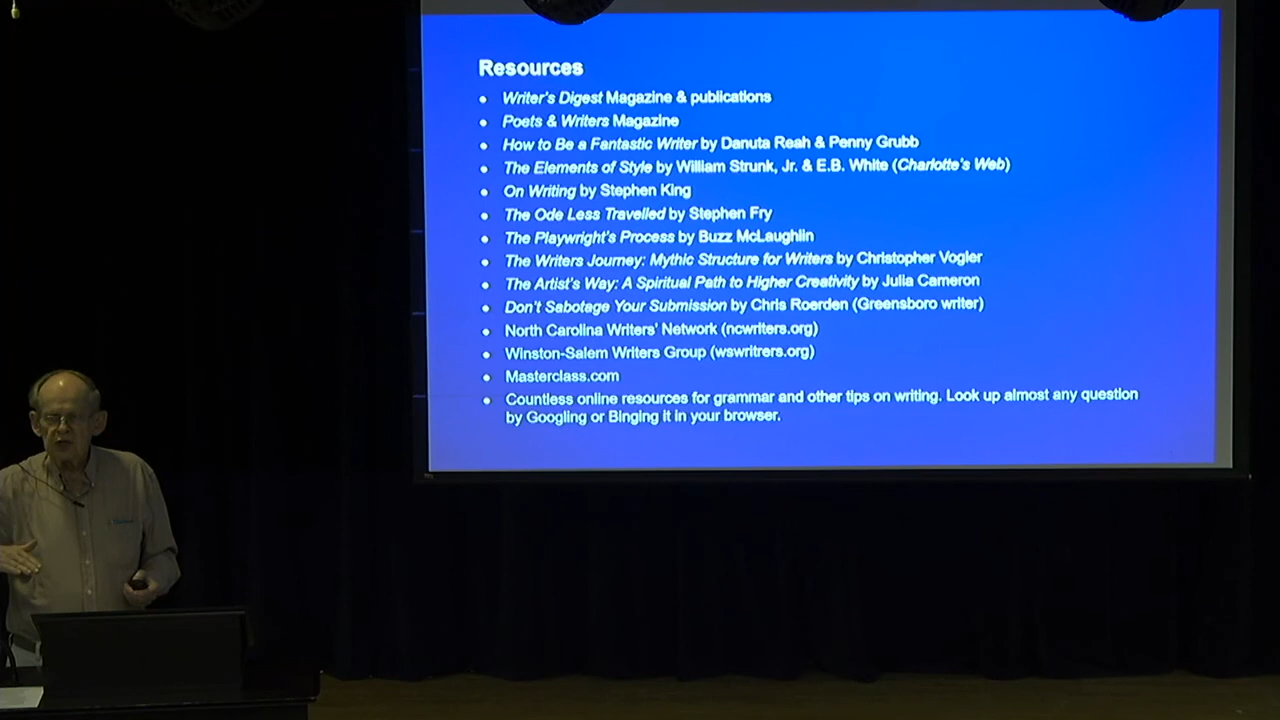 Resources
• Writer's Digest Magazine & publications
• Poets & Writers Magazine
• How to Be a Fantastic Writer by Danuta Reah & Penny Grubb
• The Elements of Style by William Strunk, Jr. & E.B. White (Charlotte's Web)
• On Writing by Stephen King
• The Ode Less Travelled by Stephen Fry
• The Playwright's Process by Buzz McLaughlin
• The Writers Journey: Mythic Structure for Writers by Christopher Vogler
• The Artist's Way: A Spiritual Path to Higher Creativity by Julia Cameron
• Don't Sabotage Your Submission by Chris Roerden (Greensboro writer)
• North Carolina Writers' Network (ncwriters.org)
• Winston-Salem Writers Group (wswritrers.org)
• Masterclass.com
• Countless online resources for grammar and other tips on writing. Look up almost any question
by Googling or Binging it in your browser.